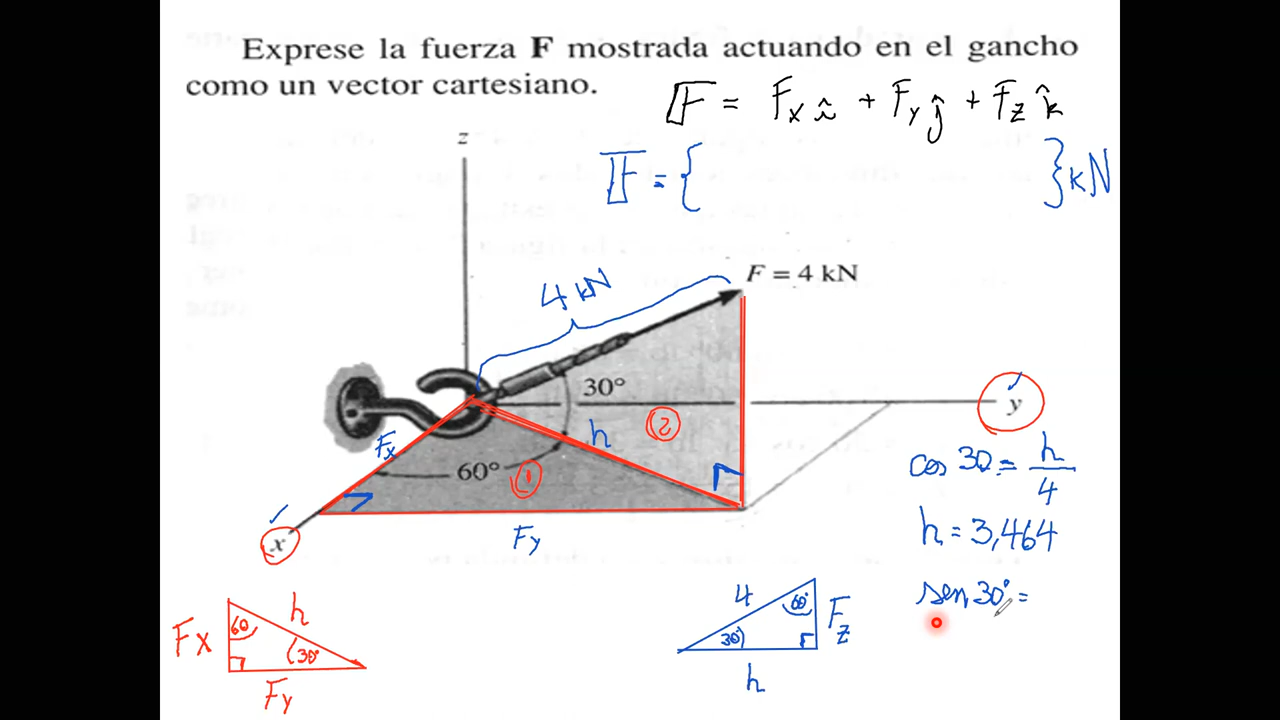 Exprese la fuerza F mostrada actuando en el gancho
como un vector cartesiano.
F = Fx î + Fy ĵ + Fz k̂
F = { } kN
z
F = 4 kN
4 kN
30°
y
h
2
Fx
60°
1
cos 30 = h/4
x
Fy
h = 3,464
sen 30° =
h
Fx
60
30°
Fy
4
60°
Fz
30°
h